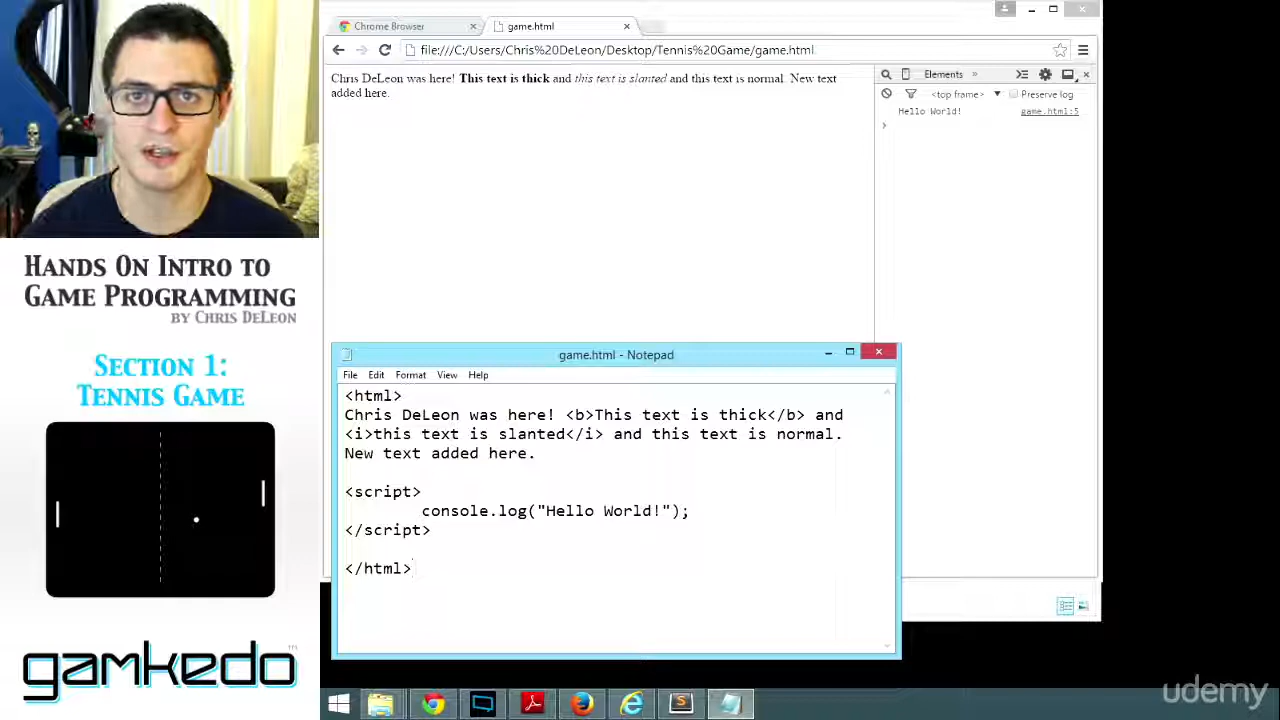 Chrome Browser
game.html
file:///C:/Users/Chris%20DeLeon/Desktop/Tennis%20Game/game.html
Chris DeLeon was here! This text is thick and this text is slanted and this text is normal. New text
added here.
Elements »
<top frame> ▼ Preserve log
Hello World! game.html:5
HANDS ON INTRO TO
GAME PROGRAMMING
BY CHRIS DELEON
SECTION 1:
TENNIS GAME
game.html - Notepad
File Edit Format View Help
<html>
Chris DeLeon was here! <b>This text is thick</b> and
<i>this text is slanted</i> and this text is normal.
New text added here.
<script>
console.log("Hello World!");
</script>
</html>
gamkedo™
udemy